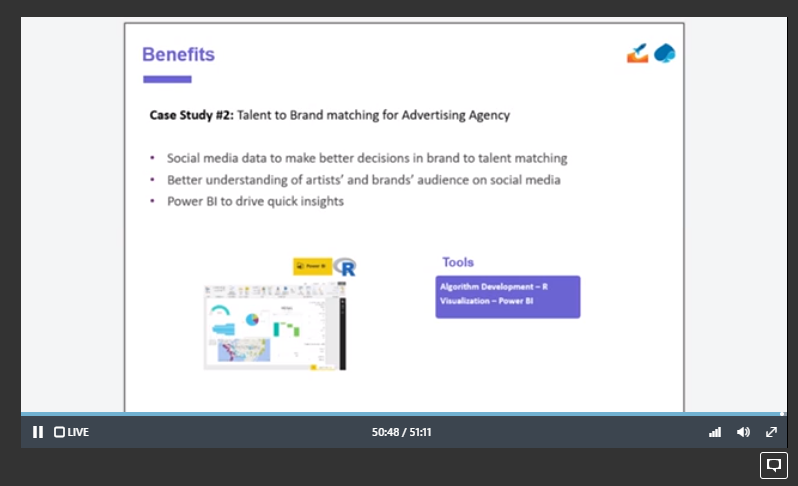 Benefits
Case Study #2: Talent to Brand matching for Advertising Agency
• Social media data to make better decisions in brand to talent matching
• Better understanding of artists’ and brands’ audience on social media
• Power BI to drive quick insights
Power BI
R
Tools
Algorithm Development – R
Visualization – Power BI
LIVE
50:48 / 51:11